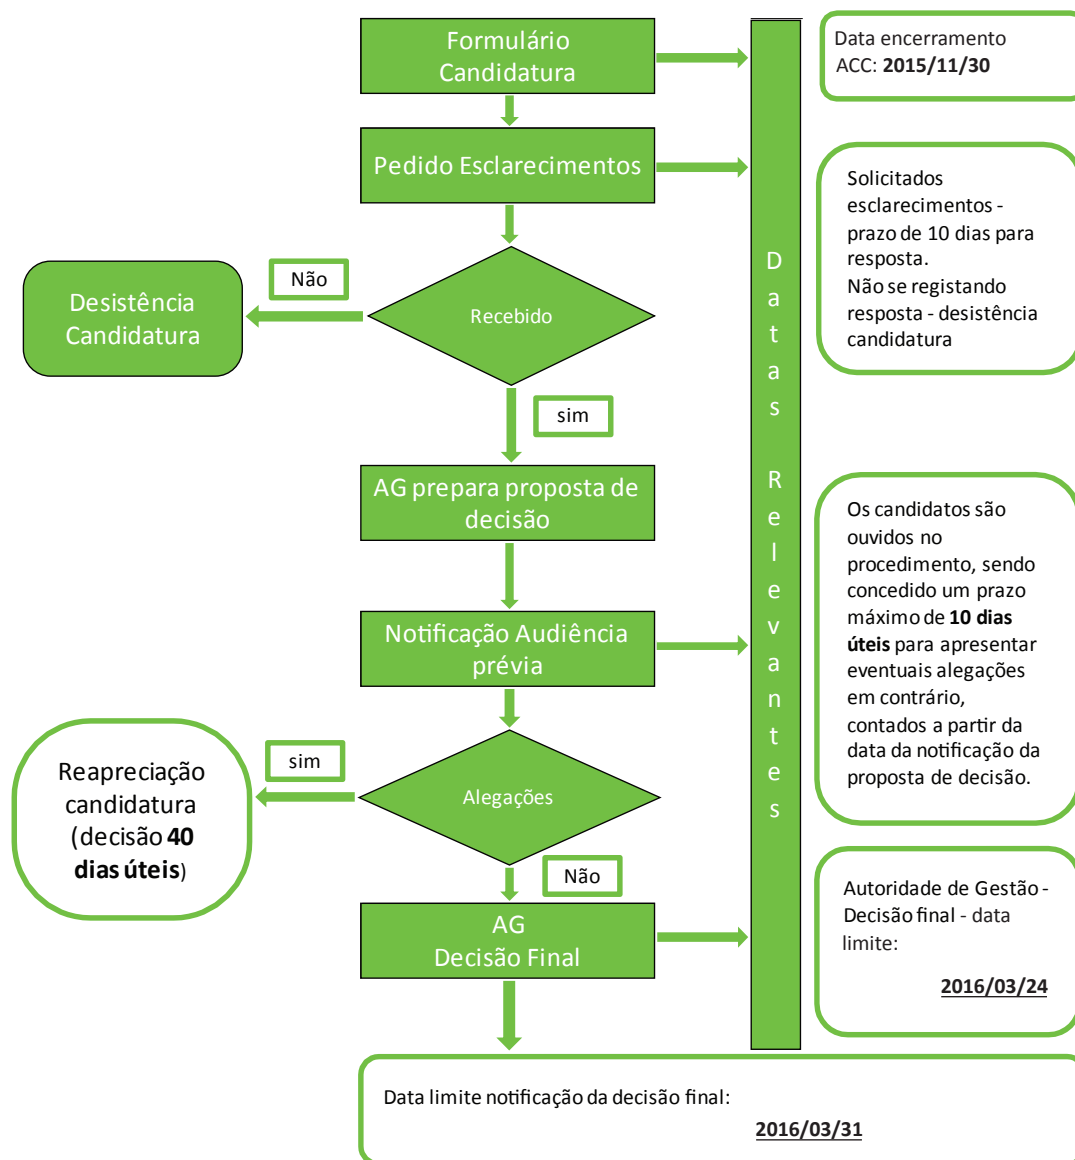 Formulário
Candidatura
Data encerramento
ACC: 2015/11/30
Pedido Esclarecimentos
Solicitados
esclarecimentos -
prazo de 10 dias para
resposta.
Não se registando
resposta - desistência
candidatura
Não
Desistência
Candidatura
Recebido
sim
Datas Relevantes
AG prepara proposta de
decisão
Os candidatos são
ouvidos no
procedimento, sendo
concedido um prazo
máximo de 10 dias
úteis para apresentar
eventuais alegações
em contrário,
contados a partir da
data da notificação da
proposta de decisão.
Notificação Audiência
prévia
sim
Reapreciação
candidatura
(decisão 40
dias úteis)
Alegações
Não
AG
Decisão Final
Autoridade de Gestão -
Decisão final - data
limite:
2016/03/24
Data limite notificação da decisão final:
2016/03/31